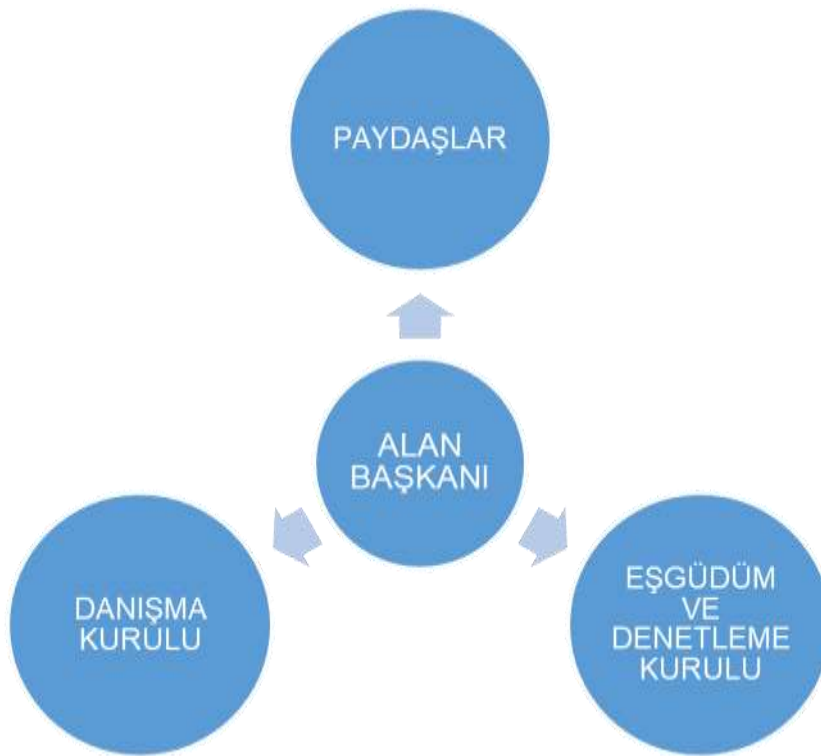 PAYDAŞLAR
ALAN
BAŞKANI
DANIŞMA
KURULU
EŞGÜDÜM
VE
DENETLEME
KURULU